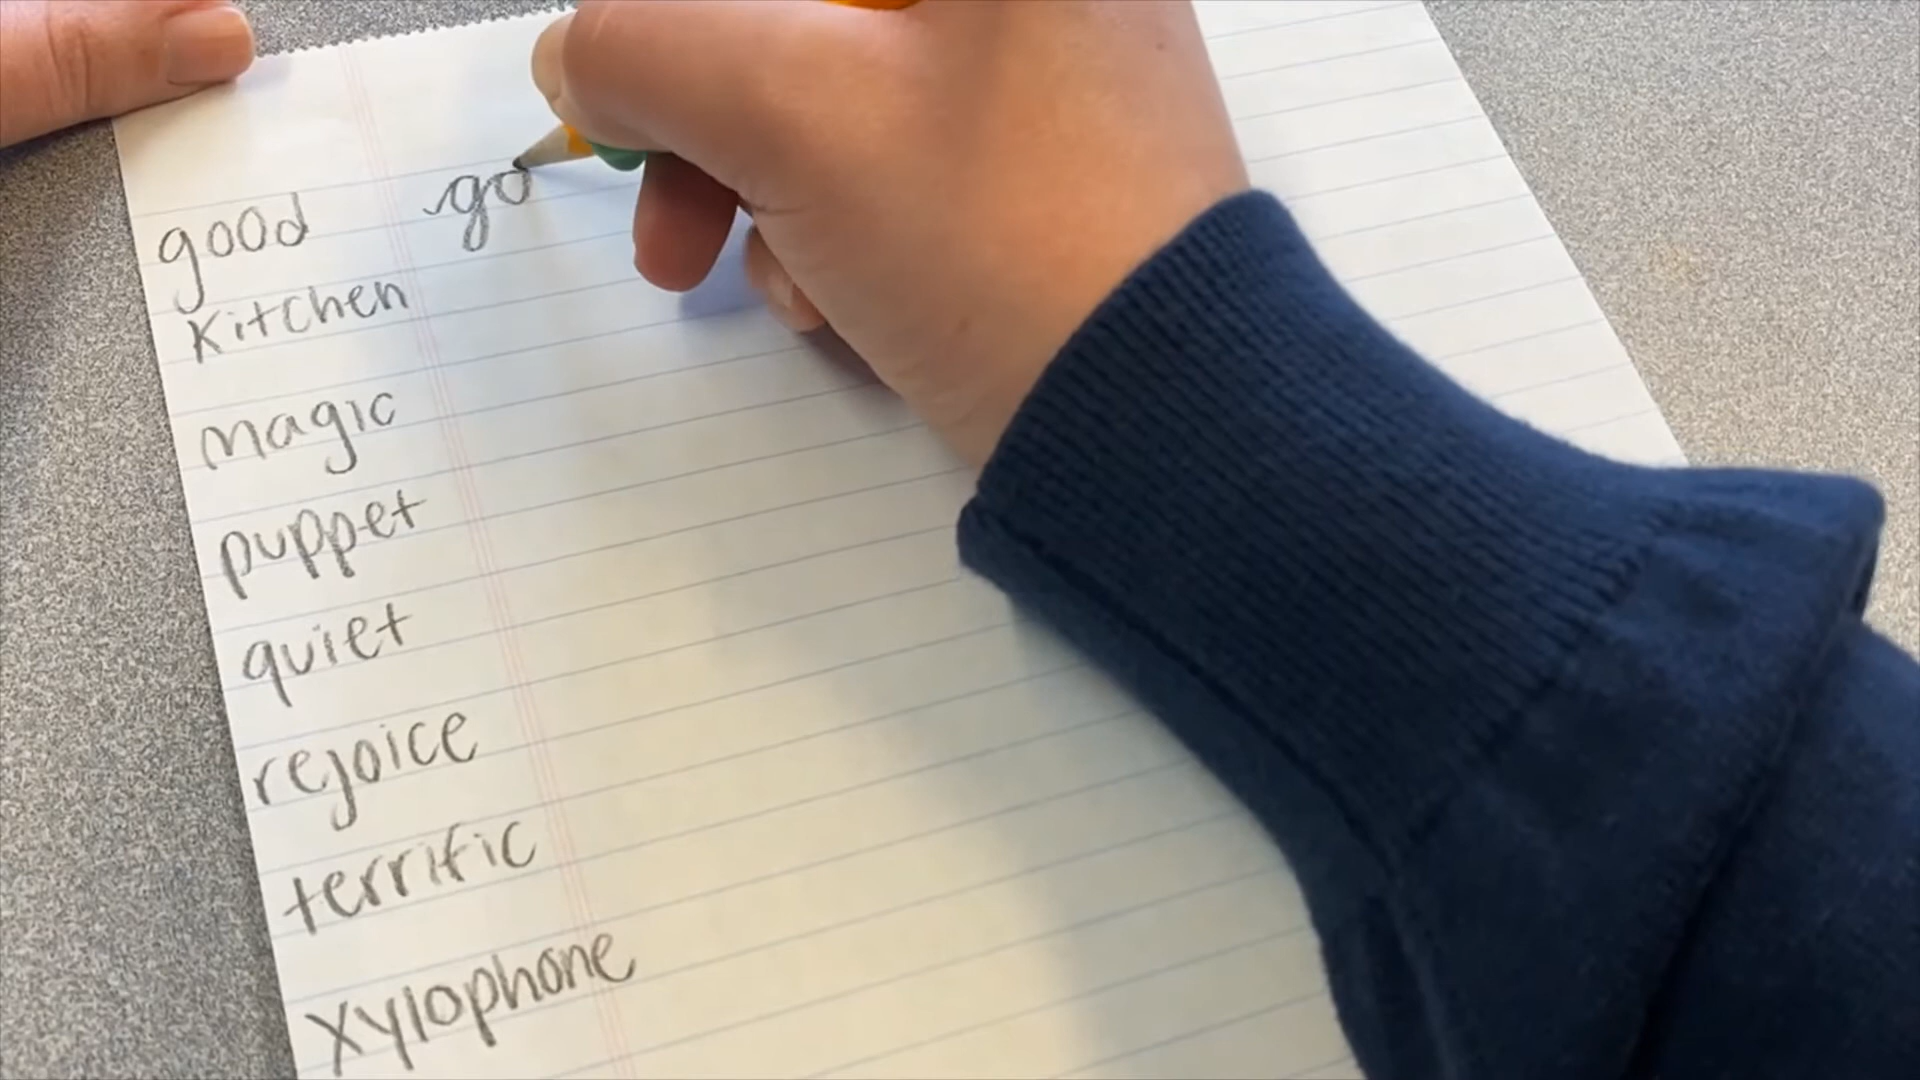 good go
Kitchen
magic
puppet
quiet
rejoice
terrific
xylophone